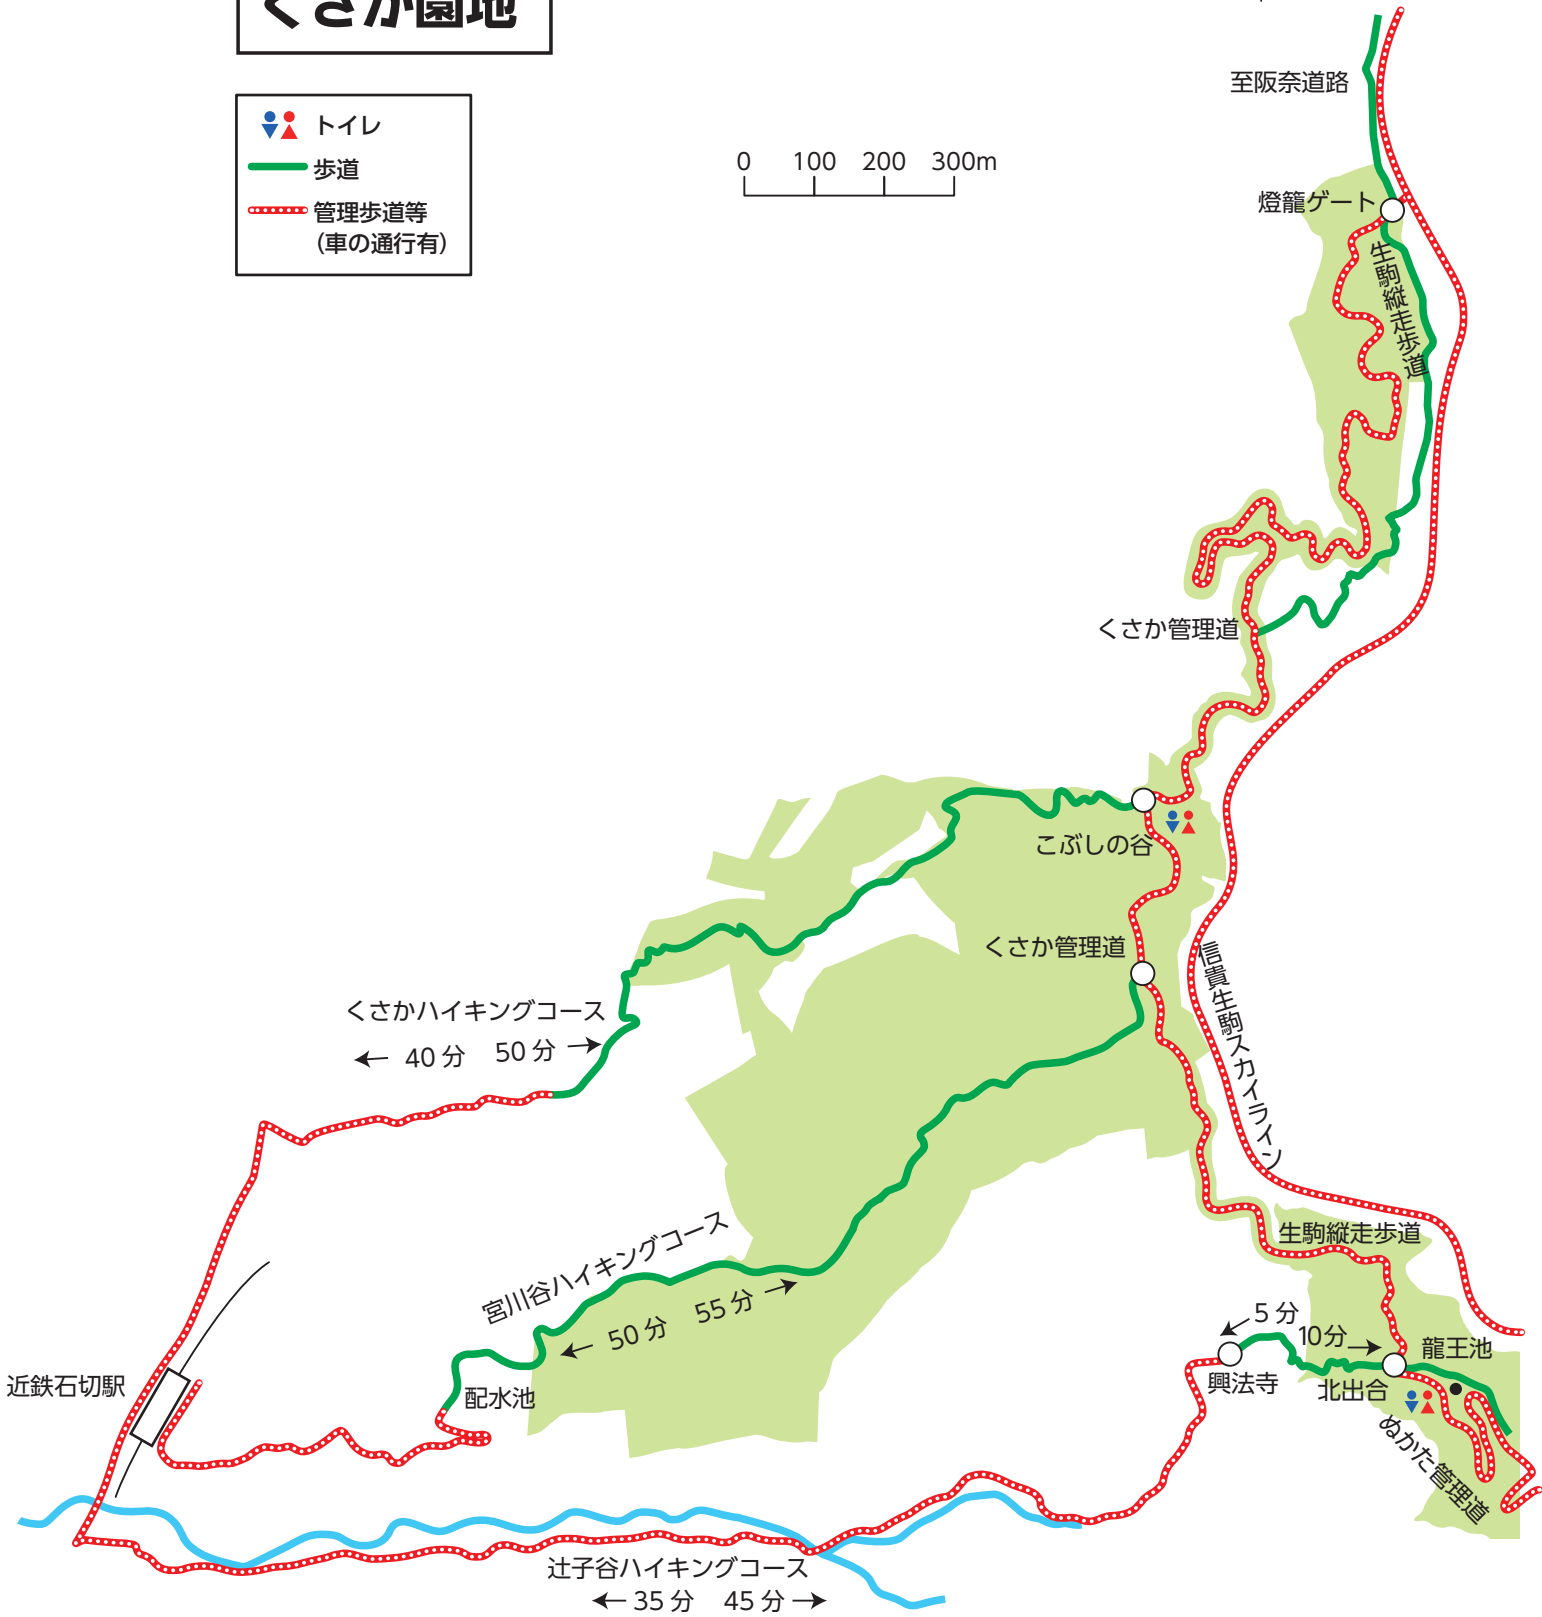 くさか園地
トイレ
歩道
管理歩道等
(車の通行有)
0 100 200 300m
至阪奈道路
燈籠ゲート
生駒縦走歩道
くさか管理道
こぶしの谷
くさか管理道
信貴生駒スカイライン
くさかハイキングコース
← 40分 50分 →
宮川谷ハイキングコース
← 50分 55分 →
生駒縦走歩道
← 5分
10分 →
龍王池
興法寺
北出合
ぬかた管理道
近鉄石切駅
配水池
辻子谷ハイキングコース
← 35分 45分 →